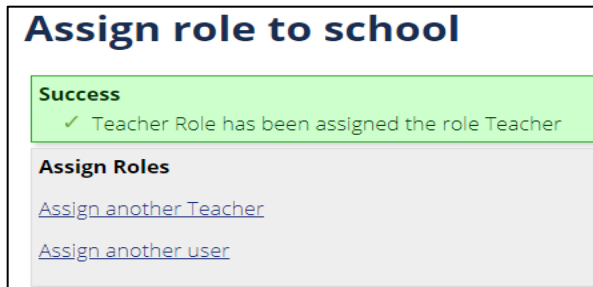 Assign role to school
Success
✓ Teacher Role has been assigned the role Teacher
Assign Roles
Assign another Teacher
Assign another user